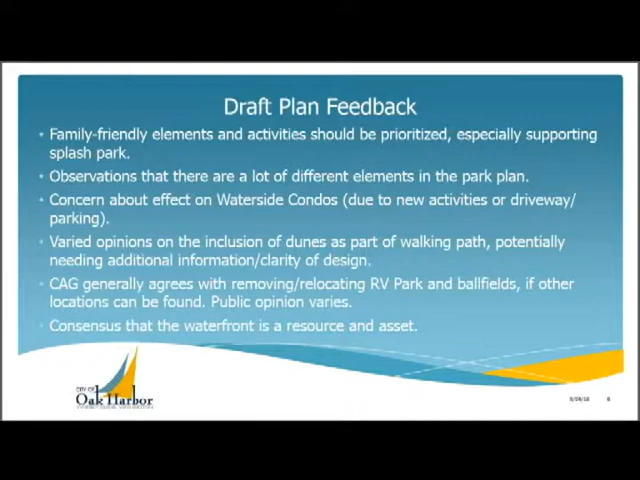 Draft Plan Feedback
• Family-friendly elements and activities should be prioritized, especially supporting
splash park.
• Observations that there are a lot of different elements in the park plan.
• Concern about effect on Waterside Condos (due to new activities or driveway/
parking).
• Varied opinions on the inclusion of dunes as part of walking path, potentially
needing additional information/clarity of design.
• CAG generally agrees with removing/relocating RV Park and ballfields, if other
locations can be found. Public opinion varies.
• Consensus that the waterfront is a resource and asset.
CITY OF
Oak Harbor